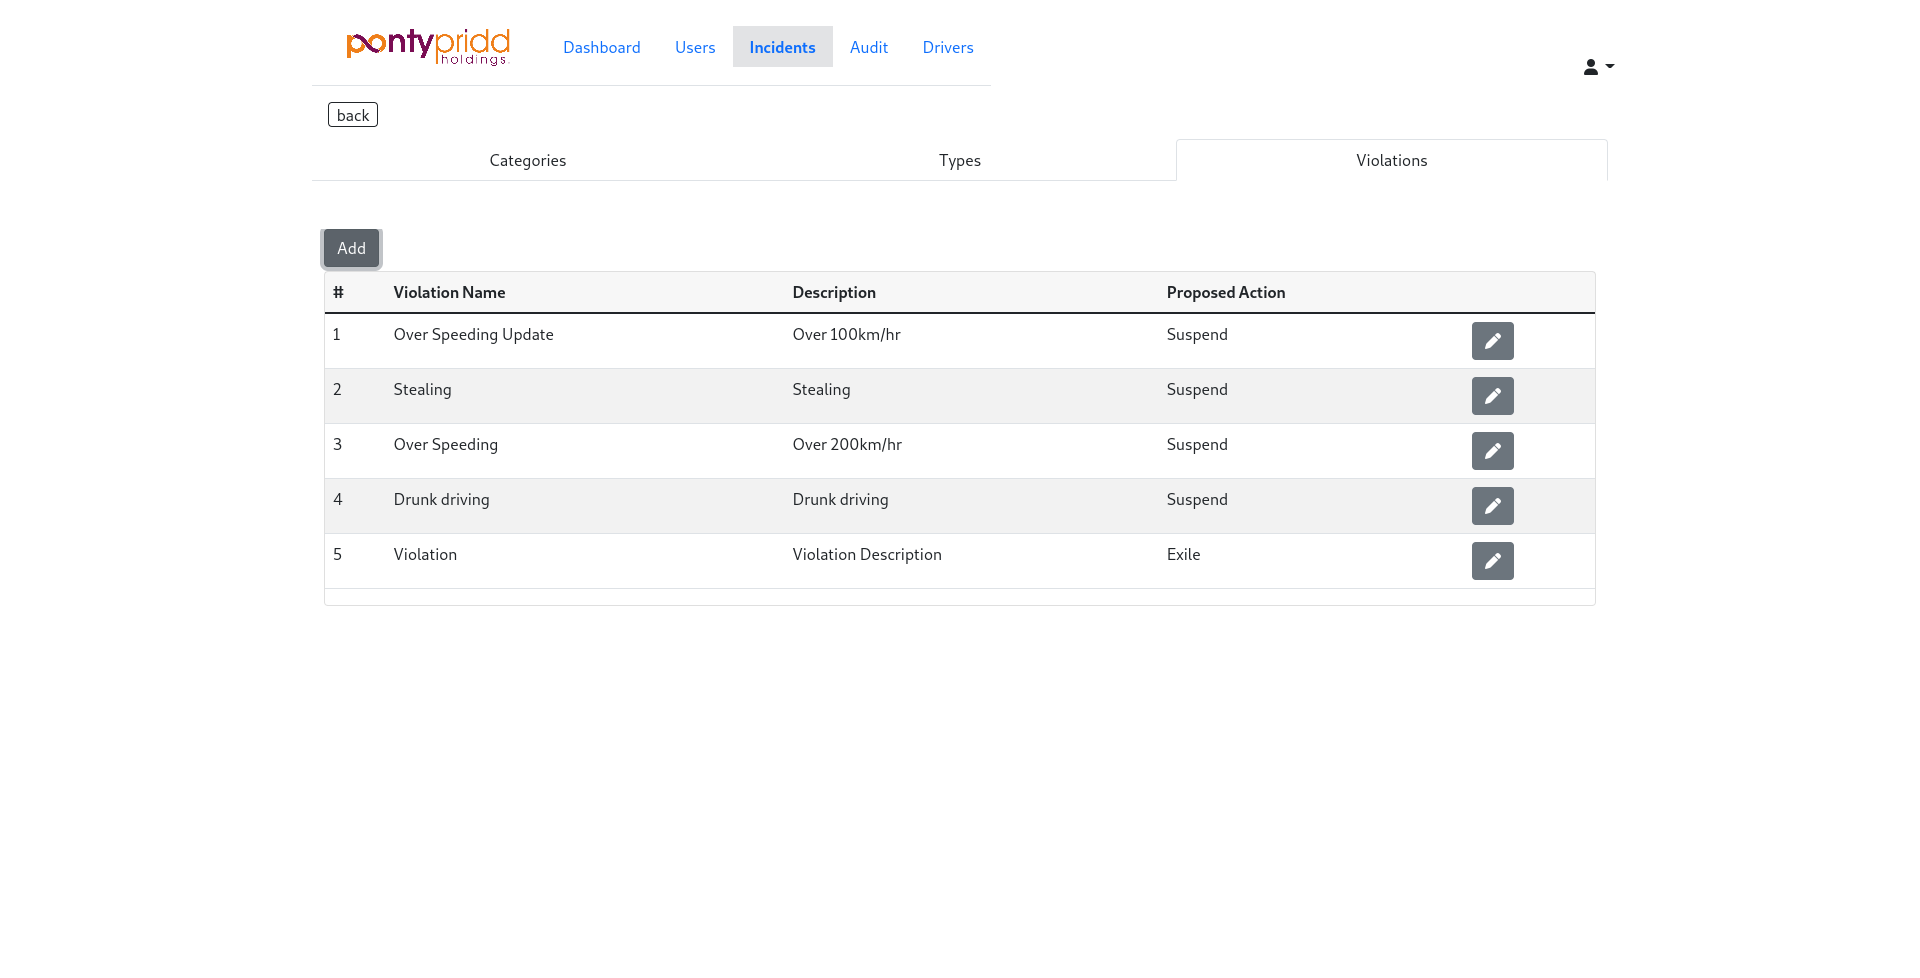 pontypridd
holdings
Dashboard Users Incidents Audit Drivers
back
Categories Types Violations
Add
# Violation Name Description Proposed Action
1 Over Speeding Update Over 100km/hr Suspend
2 Stealing Stealing Suspend
3 Over Speeding Over 200km/hr Suspend
4 Drunk driving Drunk driving Suspend
5 Violation Violation Description Exile